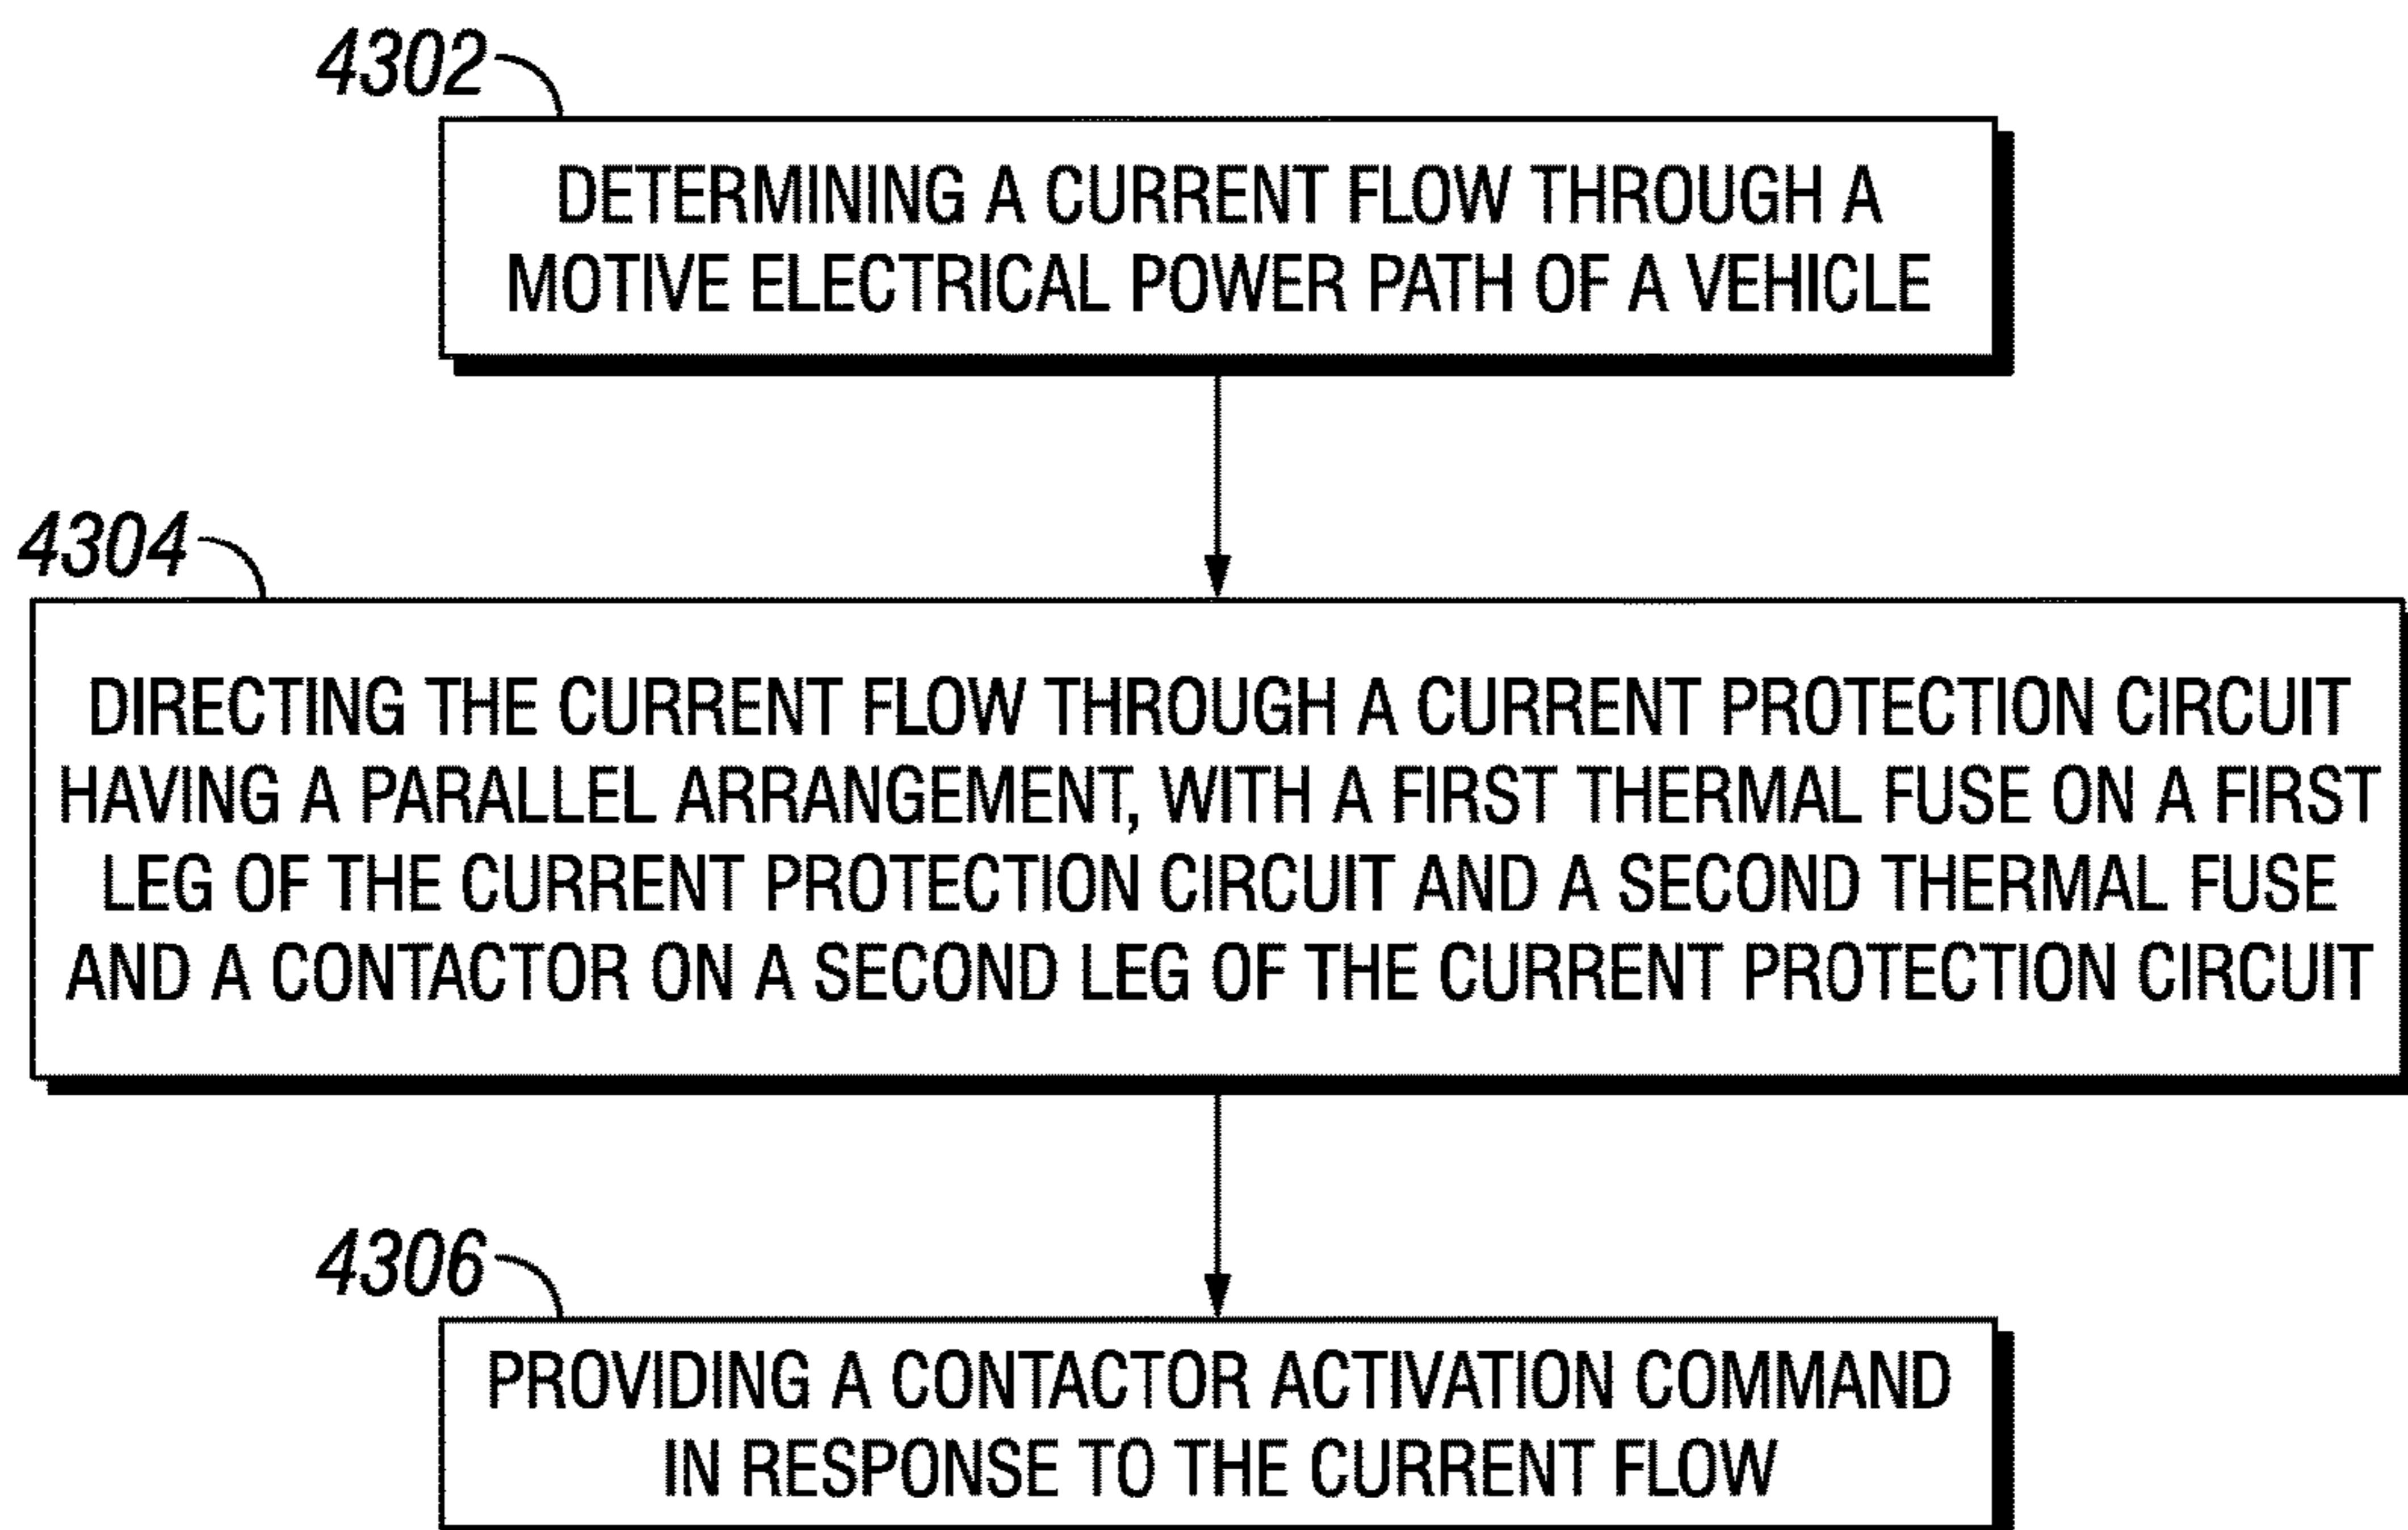 4302
DETERMINING A CURRENT FLOW THROUGH A
MOTIVE ELECTRICAL POWER PATH OF A VEHICLE
4304
DIRECTING THE CURRENT FLOW THROUGH A CURRENT PROTECTION CIRCUIT
HAVING A PARALLEL ARRANGEMENT, WITH A FIRST THERMAL FUSE ON A FIRST
LEG OF THE CURRENT PROTECTION CIRCUIT AND A SECOND THERMAL FUSE
AND A CONTACTOR ON A SECOND LEG OF THE CURRENT PROTECTION CIRCUIT
4306
PROVIDING A CONTACTOR ACTIVATION COMMAND
IN RESPONSE TO THE CURRENT FLOW